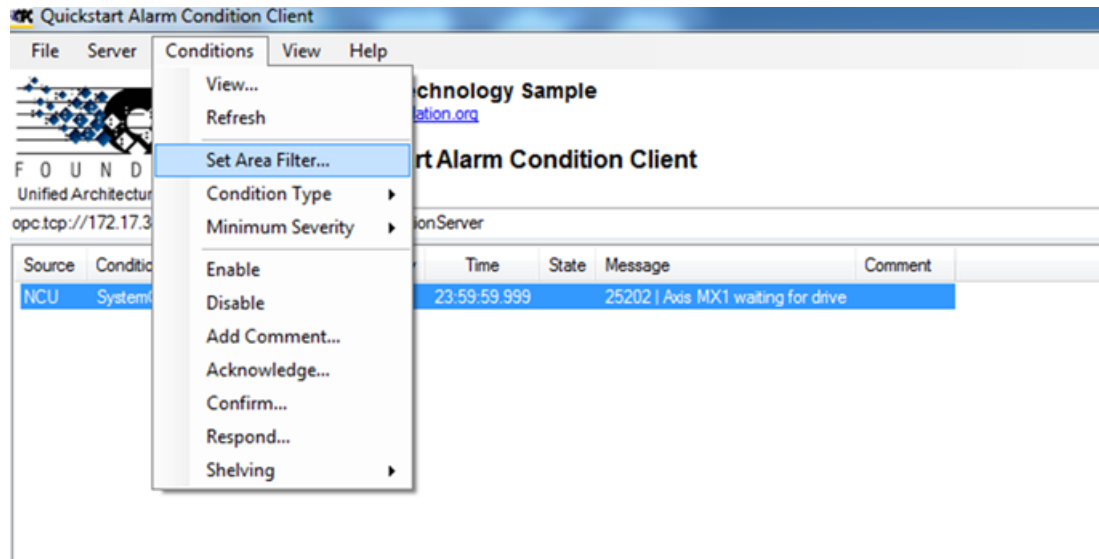 Quickstart Alarm Condition Client
File Server Conditions View Help
View...
Refresh
Set Area Filter...
Condition Type
Minimum Severity
Enable
Disable
Add Comment...
Acknowledge...
Confirm...
Respond...
Shelving
chnology Sample
ation.org
rt Alarm Condition Client
F O U N D
Unified Architectur
opc.tcp://172.17.3 ionServer
Source Conditio Time State Message Comment
NCU System 23:59:59.999 25202 | Axis MX1 waiting for drive